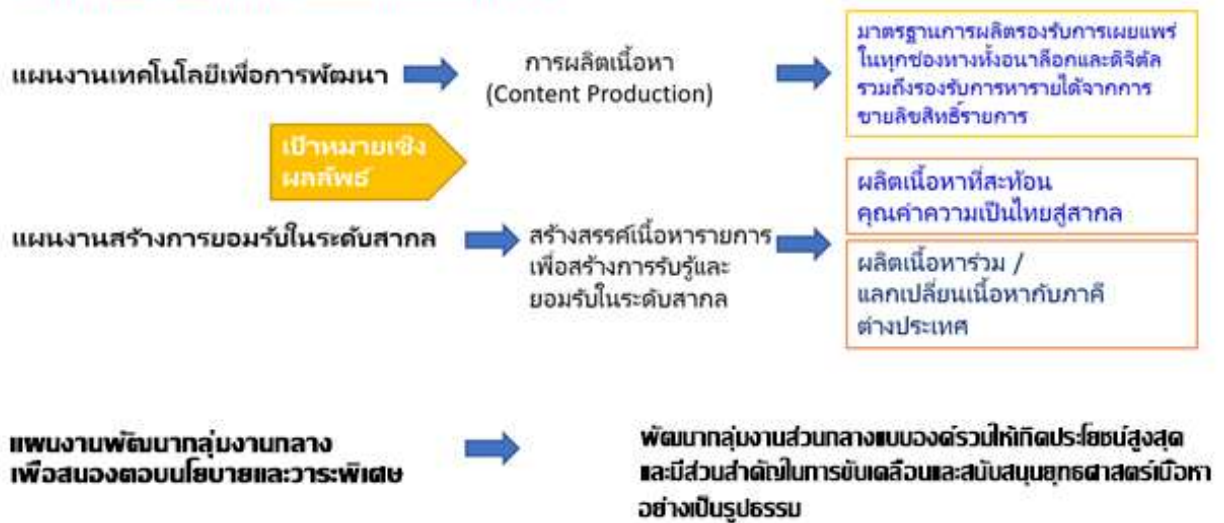 แผนงานเทคโนโลยีเพื่อการพัฒนา
การผลิตเนื้อหา
(Content Production)
มาตรฐานการผลิตรองรับการเผยแพร่
ในทุกช่องทางทั้งอนาล็อกและดิจิตัล
รวมถึงรองรับการหารายได้จากการ
ขายลิขสิทธิ์รายการ
เป้าหมายเชิง
ผลลัพธ์
แผนงานสร้างการยอมรับในระดับสากล
สร้างสรรค์เนื้อหารายการ
เพื่อสร้างการรับรู้และ
ยอมรับในระดับสากล
ผลิตเนื้อหาที่สะท้อน
คุณค่าความเป็นไทยสู่สากล
ผลิตเนื้อหาร่วม /
แลกเปลี่ยนเนื้อหากับภาคี
ต่างประเทศ
แผนงานพัฒนากลุ่มงานกลาง
เพื่อสนองตอบนโยบายและวาระพิเศษ
พัฒนากลุ่มงานส่วนกลางแบบองค์รวมให้เกิดประโยชน์สูงสุด
และมีส่วนสำคัญในการขับเคลื่อนและสนับสนุนยุทธศาสตร์เนื้อหา
อย่างเป็นรูปธรรม